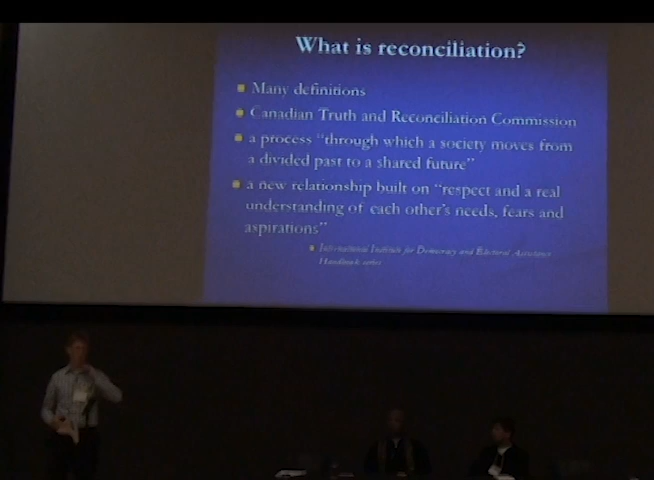 What is reconciliation?
Many definitions
Canadian Truth and Reconciliation Commission
a process “through which a society moves from
a divided past to a shared future”
a new relationship built on “respect and a real
understanding of each other's needs, fears and
aspirations”
International Institute for Democracy and Electoral Assistance
Handbook series